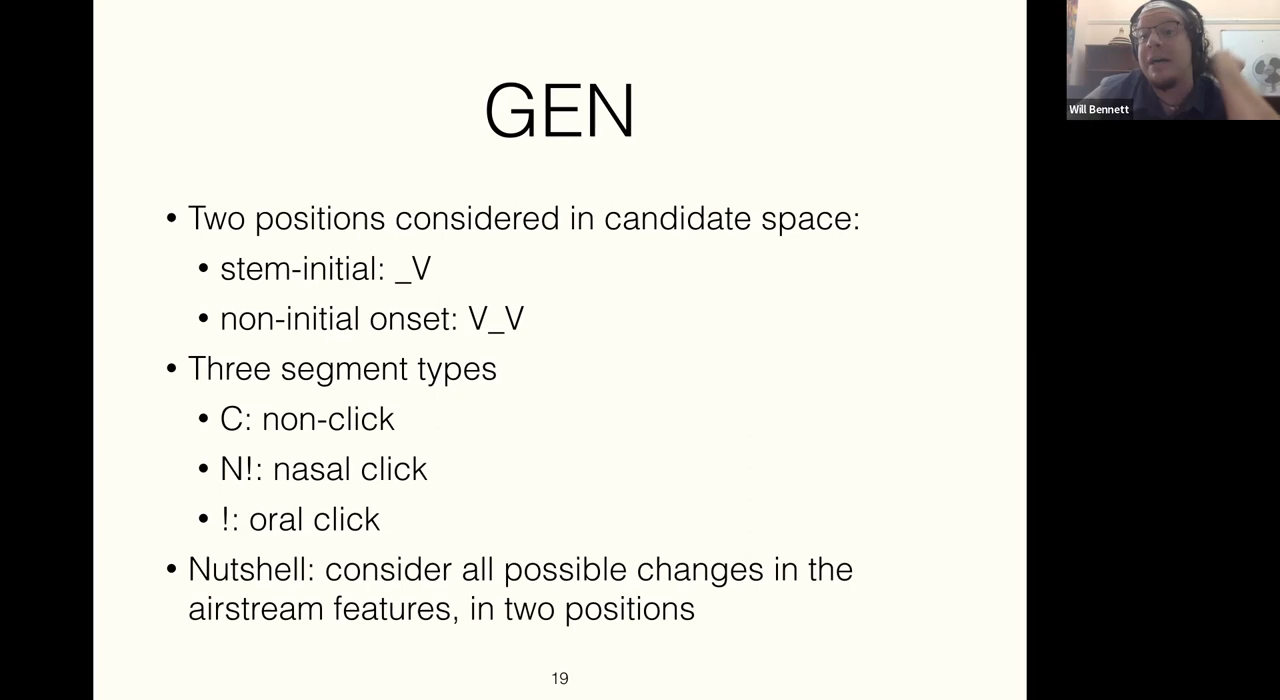 GEN
• Two positions considered in candidate space:
• stem-initial: _V
• non-initial onset: V_V
• Three segment types
• C: non-click
• N!: nasal click
• !: oral click
• Nutshell: consider all possible changes in the
airstream features, in two positions
19
Will Bennett